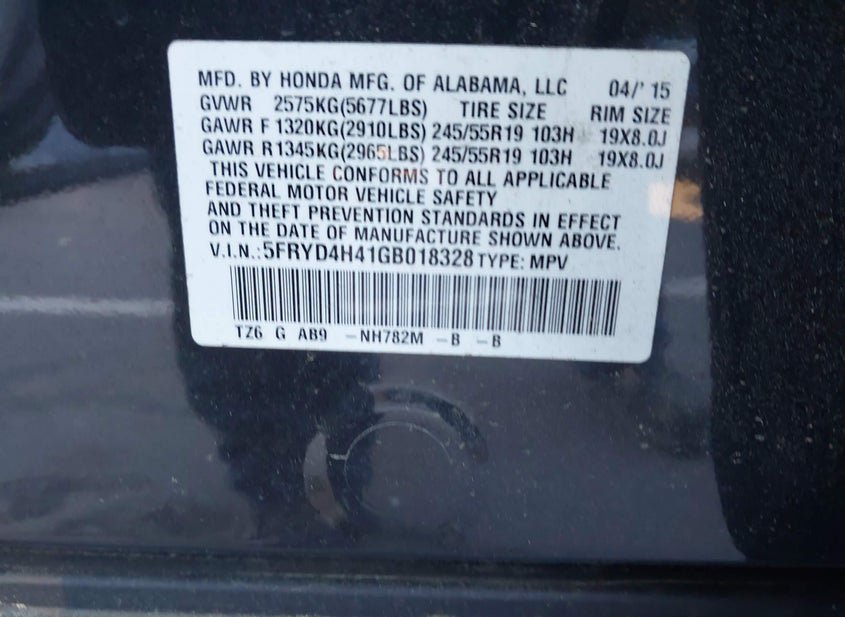 MFD. BY HONDA MFG. OF ALABAMA, LLC 04/' 15
GVWR 2575KG(5677LBS) TIRE SIZE RIM SIZE
GAWR F 1320KG(2910LBS) 245/55R19 103H 19X8.0J
GAWR R1345KG(2965LBS) 245/55R19 103H 19X8.0J
THIS VEHICLE CONFORMS TO ALL APPLICABLE
FEDERAL MOTOR VEHICLE SAFETY
AND THEFT PREVENTION STANDARDS IN EFFECT
ON THE DATE OF MANUFACTURE SHOWN ABOVE.
V.I.N.:5FRYD4H41GB018328 TYPE: MPV
TZ6 G AB9 -NH782M -B -B